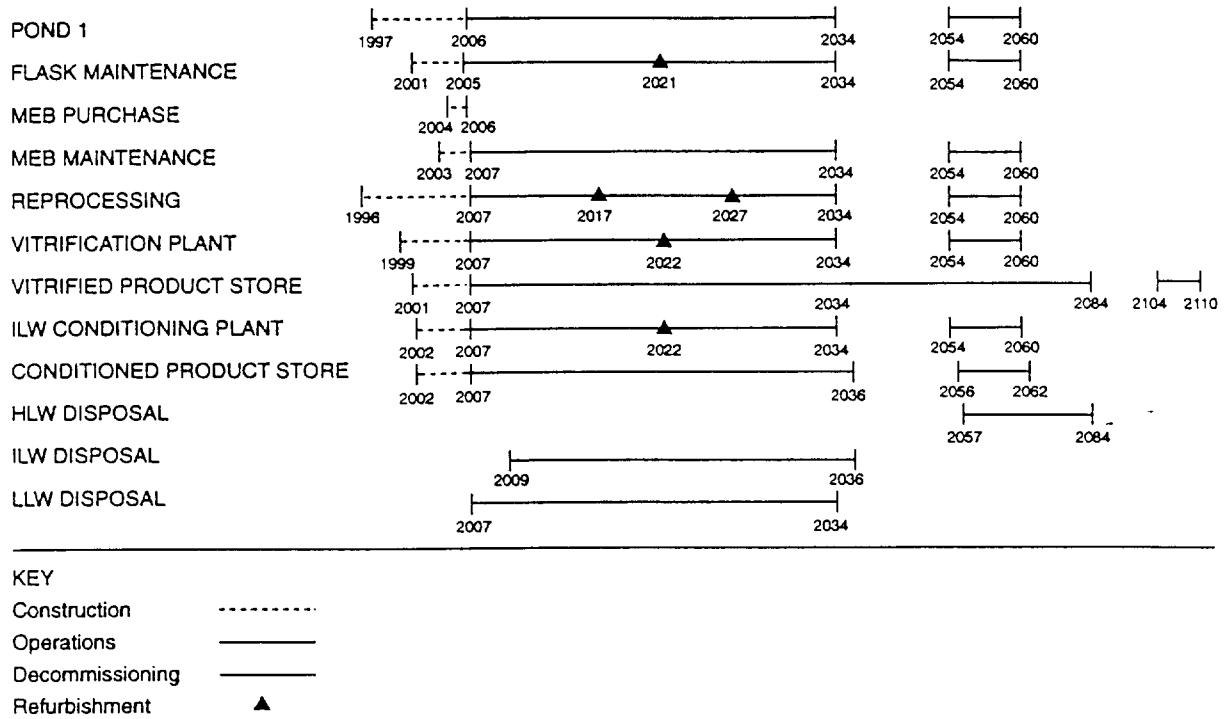 POND 1
1997 2006 2034 2054 2060
FLASK MAINTENANCE
2001 2005 2021 2034 2054 2060
MEB PURCHASE
2004 2006
MEB MAINTENANCE
2003 2007 2034 2054 2060
REPROCESSING
1996 2007 2017 2027 2034 2054 2060
VITRIFICATION PLANT
1999 2007 2022 2034 2054 2060
VITRIFIED PRODUCT STORE
2001 2007 2034 2084 2104 2110
ILW CONDITIONING PLANT
2002 2007 2022 2034 2054 2060
CONDITIONED PRODUCT STORE
2002 2007 2036 2056 2062
HLW DISPOSAL
2057 2084
ILW DISPOSAL
2009 2036
LLW DISPOSAL
2007 2034
KEY
Construction
Operations
Decommissioning
Refurbishment